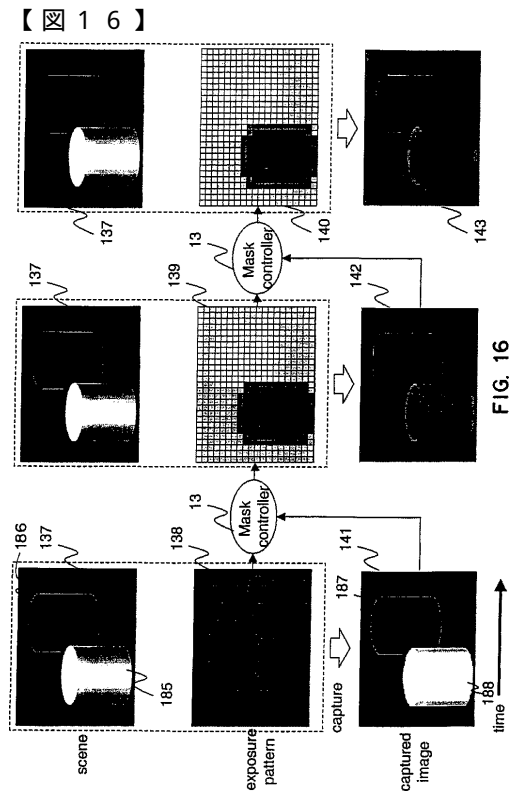 【図１６】
186
137
137
137
scene
185
13
13
138
139
140
Mask
controller
Mask
controller
exposure
pattern
capture
141
142
143
187
188
captured
image
time
FIG. 16